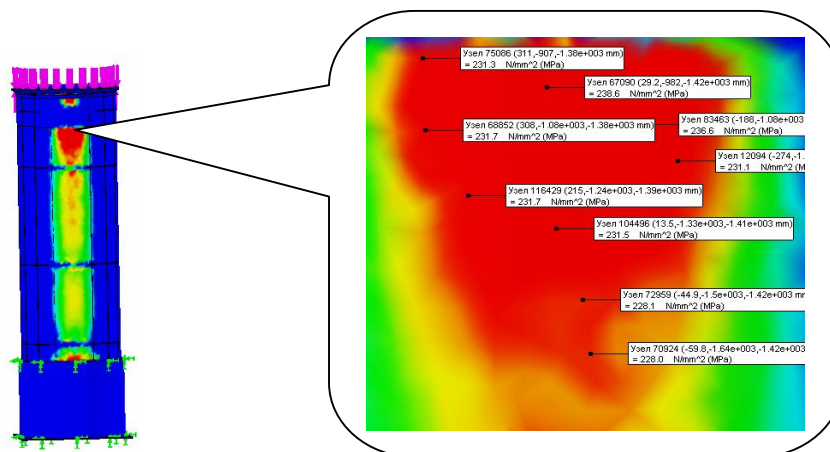 Узел 75086 (311,-907,-1.38e+003 mm)
= 231.3 N/mm^2 (MPa)
Узел 67090 (29.2,-982,-1.42e+003 mm)
= 238.6 N/mm^2 (MPa)
Узел 68852 (308,-1.08e+003,-1.38e+003 mm)
= 231.7 N/mm^2 (MPa)
Узел 83463 (-188,-1.08e+003
= 236.6 N/mm^2 (MPa)
Узел 12094 (-274,-1.
= 231.1 N/mm^2 (M
Узел 116429 (215,-1.24e+003,-1.39e+003 mm)
= 231.7 N/mm^2 (MPa)
Узел 104496 (13.5,-1.33e+003,-1.41e+003 mm)
= 231.5 N/mm^2 (MPa)
Узел 72959 (-44.9,-1.5e+003,-1.42e+003 mm
= 228.1 N/mm^2 (MPa)
Узел 70924 (-59.8,-1.64e+003,-1.42e+003
= 228.0 N/mm^2 (MPa)